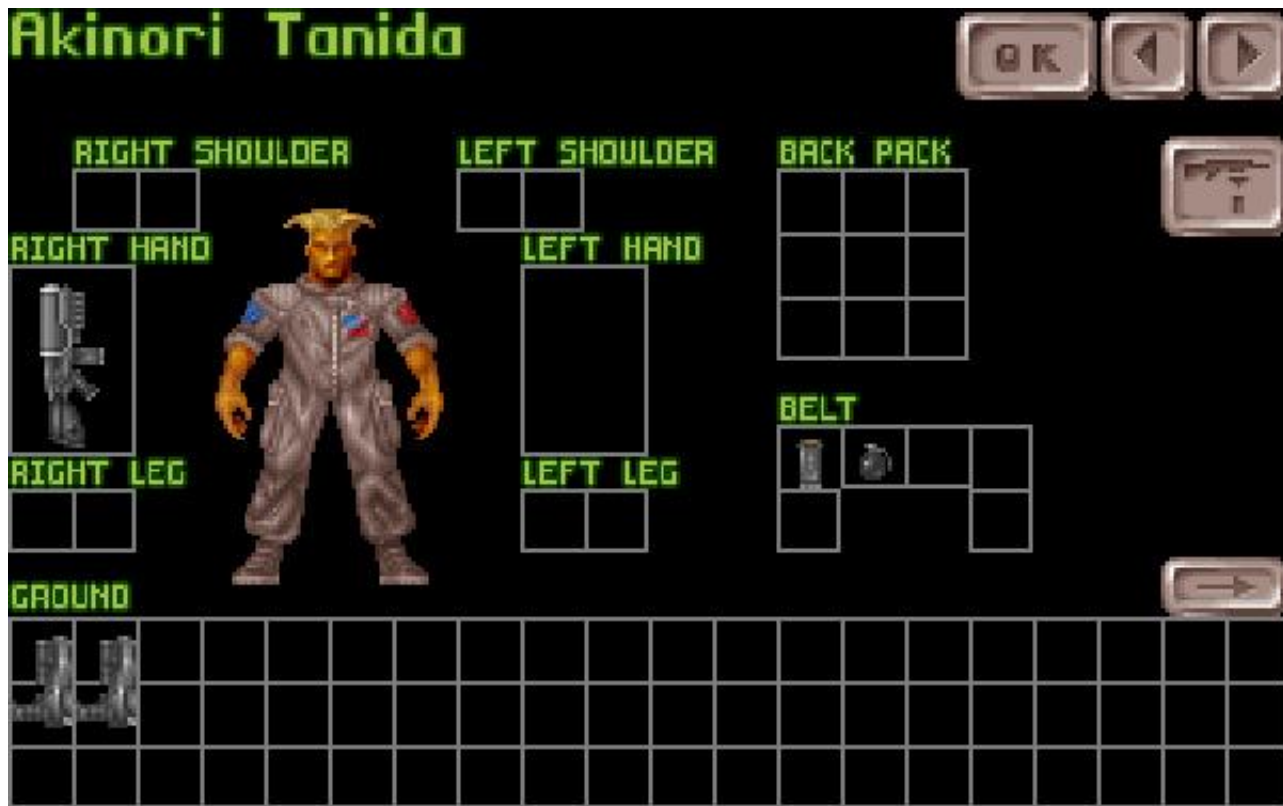 Akinori Tanida
OK
RIGHT SHOULDER
LEFT SHOULDER
BACK PACK
RIGHT HAND
LEFT HAND
BELT
RIGHT LEG
LEFT LEG
GROUND